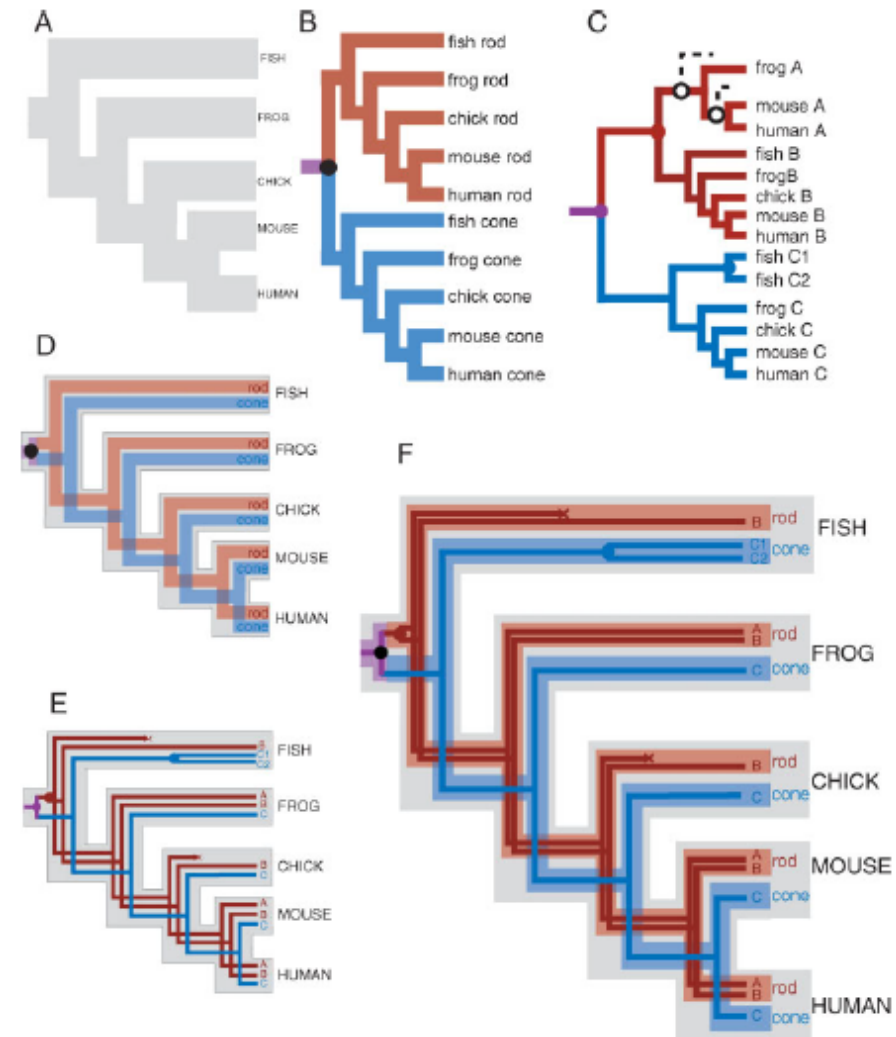 A
FISH
FROG
CHICK
MOUSE
HUMAN
B
fish rod
frog rod
chick rod
mouse rod
human rod
fish cone
frog cone
chick cone
mouse cone
human cone
C
frog A
mouse A
human A
fish B
frogB
chick B
mouse B
human B
fish C1
fish C2
frog C
chick C
mouse C
human C
D
rod
cone
FISH
rod
cone
FROG
rod
cone
CHICK
rod
cone
MOUSE
rod
cone
HUMAN
E
B
C1
C2
FISH
A
B
C
FROG
B
C
CHICK
A
B
C
MOUSE
A
B
C
HUMAN
F
B rod
C1 cone
C2
FISH
A rod
B
C cone
FROG
B rod
C cone
CHICK
A rod
B
C cone
MOUSE
A rod
B
C cone
HUMAN